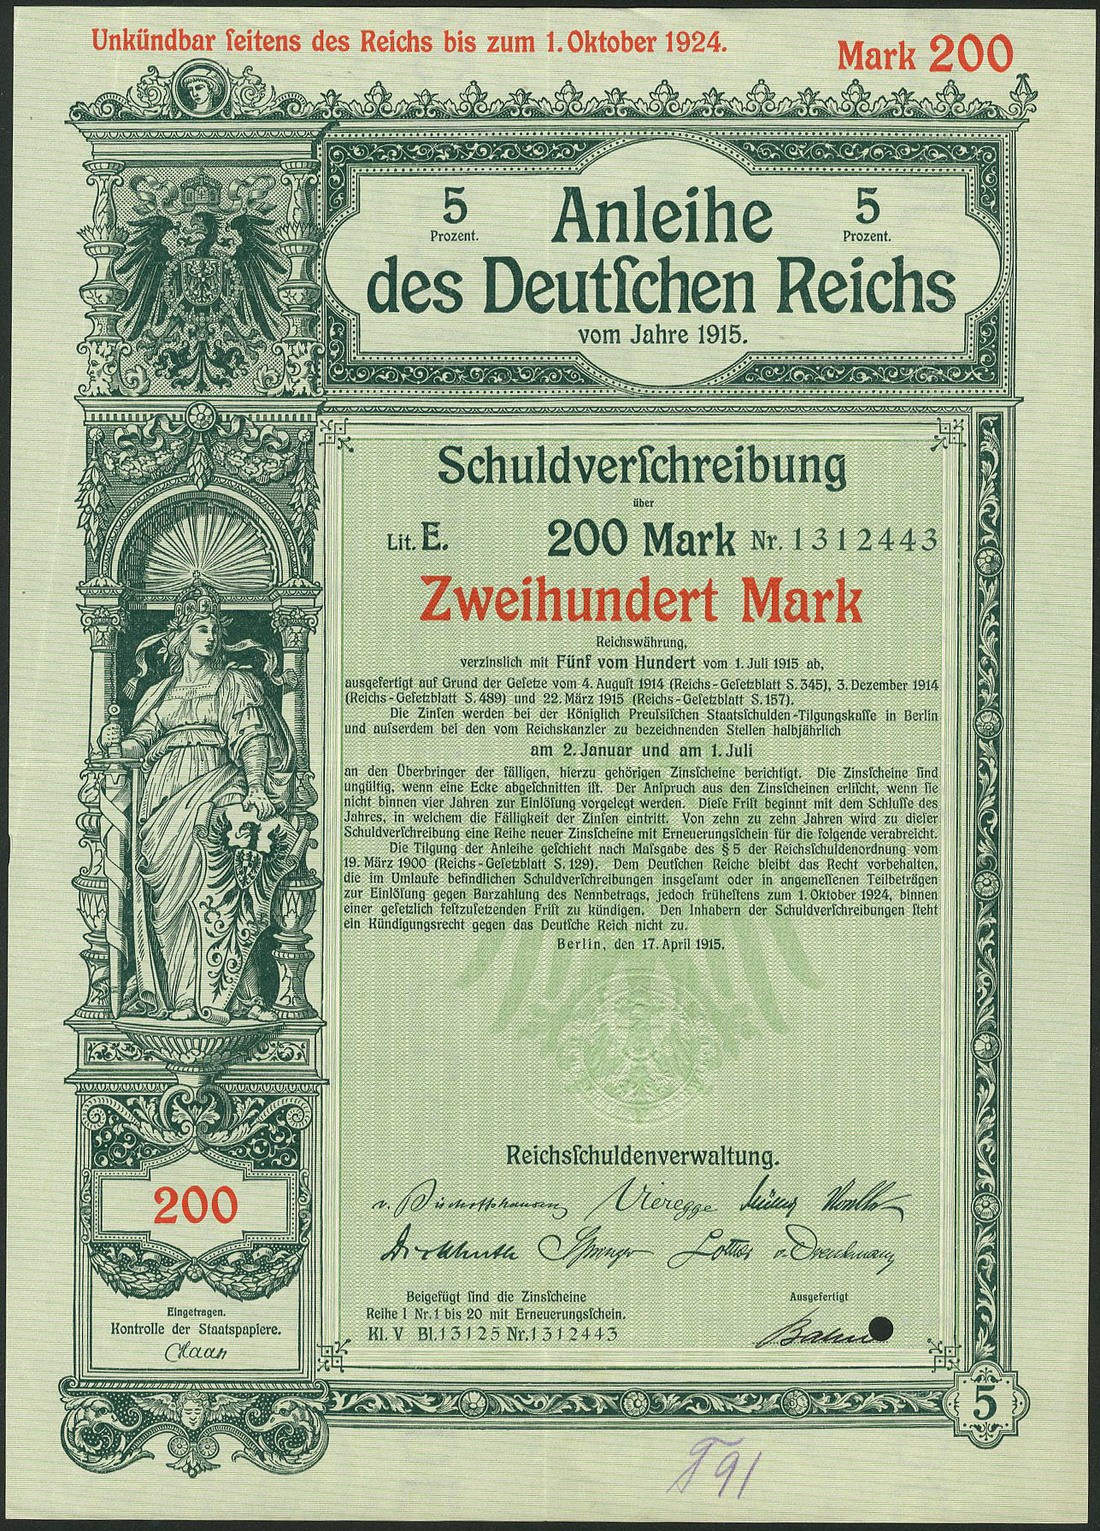 Unkündbar ſeitens des Reichs bis zum 1. Oktober 1924.
Mark 200
5 Prozent.
Anleihe
5 Prozent.
des Deutſchen Reichs
vom Jahre 1915.
Schuldverſchreibung
über
Lit. E. 200 Mark Nr. 1312443
Zweihundert Mark
Reichswährung,
verzinslich mit Fünf vom Hundert vom 1. Juli 1915 ab,
ausgefertigt auf Grund der Geſetze vom 4. Auguſt 1914 (Reichs-Geſetzblatt S. 345), 3. Dezember 1914
(Reichs-Geſetzblatt S. 489) und 22. März 1915 (Reichs-Geſetzblatt S. 157).
Die Zinſen werden bei der Königlich Preuſsiſchen Staatsſchulden-Tilgungskaſſe in Berlin
und auſserdem bei den vom Reichskanzler zu bezeichnenden Stellen halbjährlich
am 2. Januar und am 1. Juli
an den Überbringer der fälligen, hierzu gehörigen Zinsſcheine berichtigt. Die Zinsſcheine ſind
ungültig, wenn eine Ecke abgeſchnitten iſt. Der Anſpruch aus den Zinsſcheinen erliſcht, wenn ſie
nicht binnen vier Jahren zur Einlöſung vorgelegt werden. Dieſe Friſt beginnt mit dem Schluſſe des
Jahres, in welchem die Fälligkeit der Zinſen eintritt. Von zehn zu zehn Jahren wird zu dieſer
Schuldverſchreibung eine Reihe neuer Zinsſcheine mit Erneuerungsſchein für die folgende verabreicht.
Die Tilgung der Anleihe geſchieht nach Maſsgabe des § 5 der Reichsſchuldenordnung vom
19. März 1900 (Reichs-Geſetzblatt S. 129). Dem Deutſchen Reiche bleibt das Recht vorbehalten,
die im Umlaufe befindlichen Schuldverſchreibungen insgeſamt oder in angemeſſenen Teilbeträgen
zur Einlöſung gegen Barzahlung des Nennbetrags, jedoch früheſtens zum 1. Oktober 1924, binnen
einer geſetzlich feſtzuſetzenden Friſt zu kündigen. Den Inhabern der Schuldverſchreibungen ſteht
ein Kündigungsrecht gegen das Deutſche Reich nicht zu.
Berlin, den 17. April 1915.
Reichsſchuldenverwaltung.
v. Bischoffshausen Vieregge
Springer Lottner v. Drenkmann
200
Eingetragen.
Kontrolle der Staatspapiere.
Haan
Beigefügt ſind die Zinsſcheine
Reihe I Nr. 1 bis 20 mit Erneuerungsſchein.
Kl. V Bl. 13125 Nr. 1312443
Ausgefertigt
5